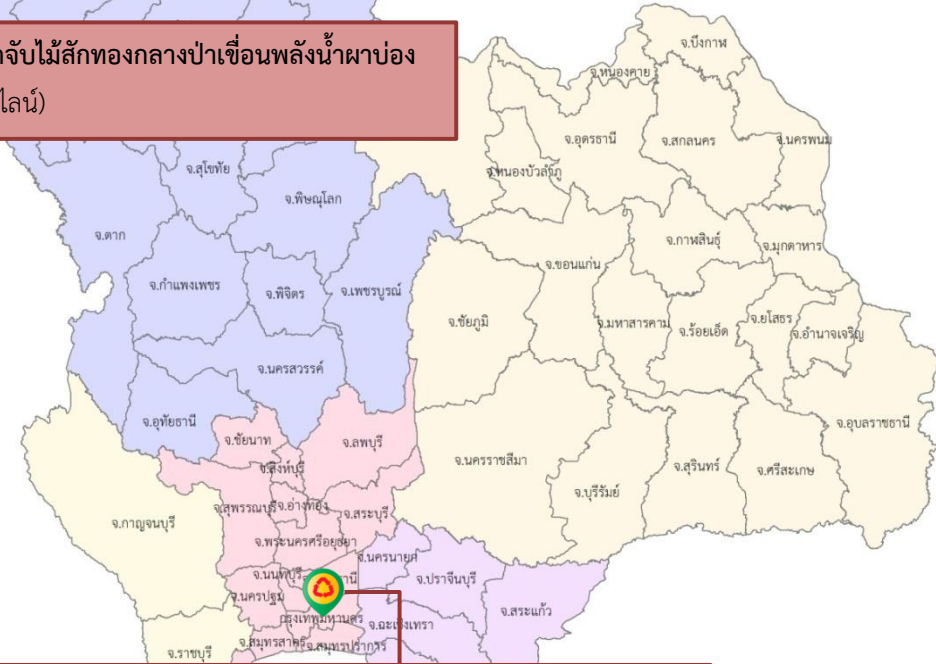 จับไม้สักทองกลางป่าเขื่อนพลังน้ำผาบ่อง
ไลน์)
จ.บึงกาฬ
จ.หนองคาย
จ.อุดรธานี
จ.สกลนคร
จ.นครพนม
จ.หนองบัวลำภู
จ.สุโขทัย
จ.พิษณุโลก
จ.ตาก
จ.กาฬสินธุ์
จ.มุกดาหาร
จ.ขอนแก่น
จ.กำแพงเพชร
จ.พิจิตร
จ.เพชรบูรณ์
จ.ชัยภูมิ
จ.มหาสารคาม
จ.ร้อยเอ็ด
จ.ยโสธร
จ.อำนาจเจริญ
จ.นครสวรรค์
จ.อุทัยธานี
จ.ชัยนาท
จ.ลพบุรี
จ.อุบลราชธานี
จ.สิงห์บุรี
จ.นครราชสีมา
จ.สุรินทร์
จ.ศรีสะเกษ
จ.บุรีรัมย์
จ.กาญจนบุรี
จ.สุพรรณบุรี
จ.อ่างทอง
จ.สระบุรี
จ.พระนครศรีอยุธยา
จ.นครนายก
จ.นนทบุรี
ธานี
จ.ปราจีนบุรี
จ.นครปฐม
จ.สระแก้ว
กรุงเทพมหานคร
จ.ฉะเชิงเทรา
จ.สมุทรสาคร
จ.สมุทรปราการ
จ.ราชบุรี